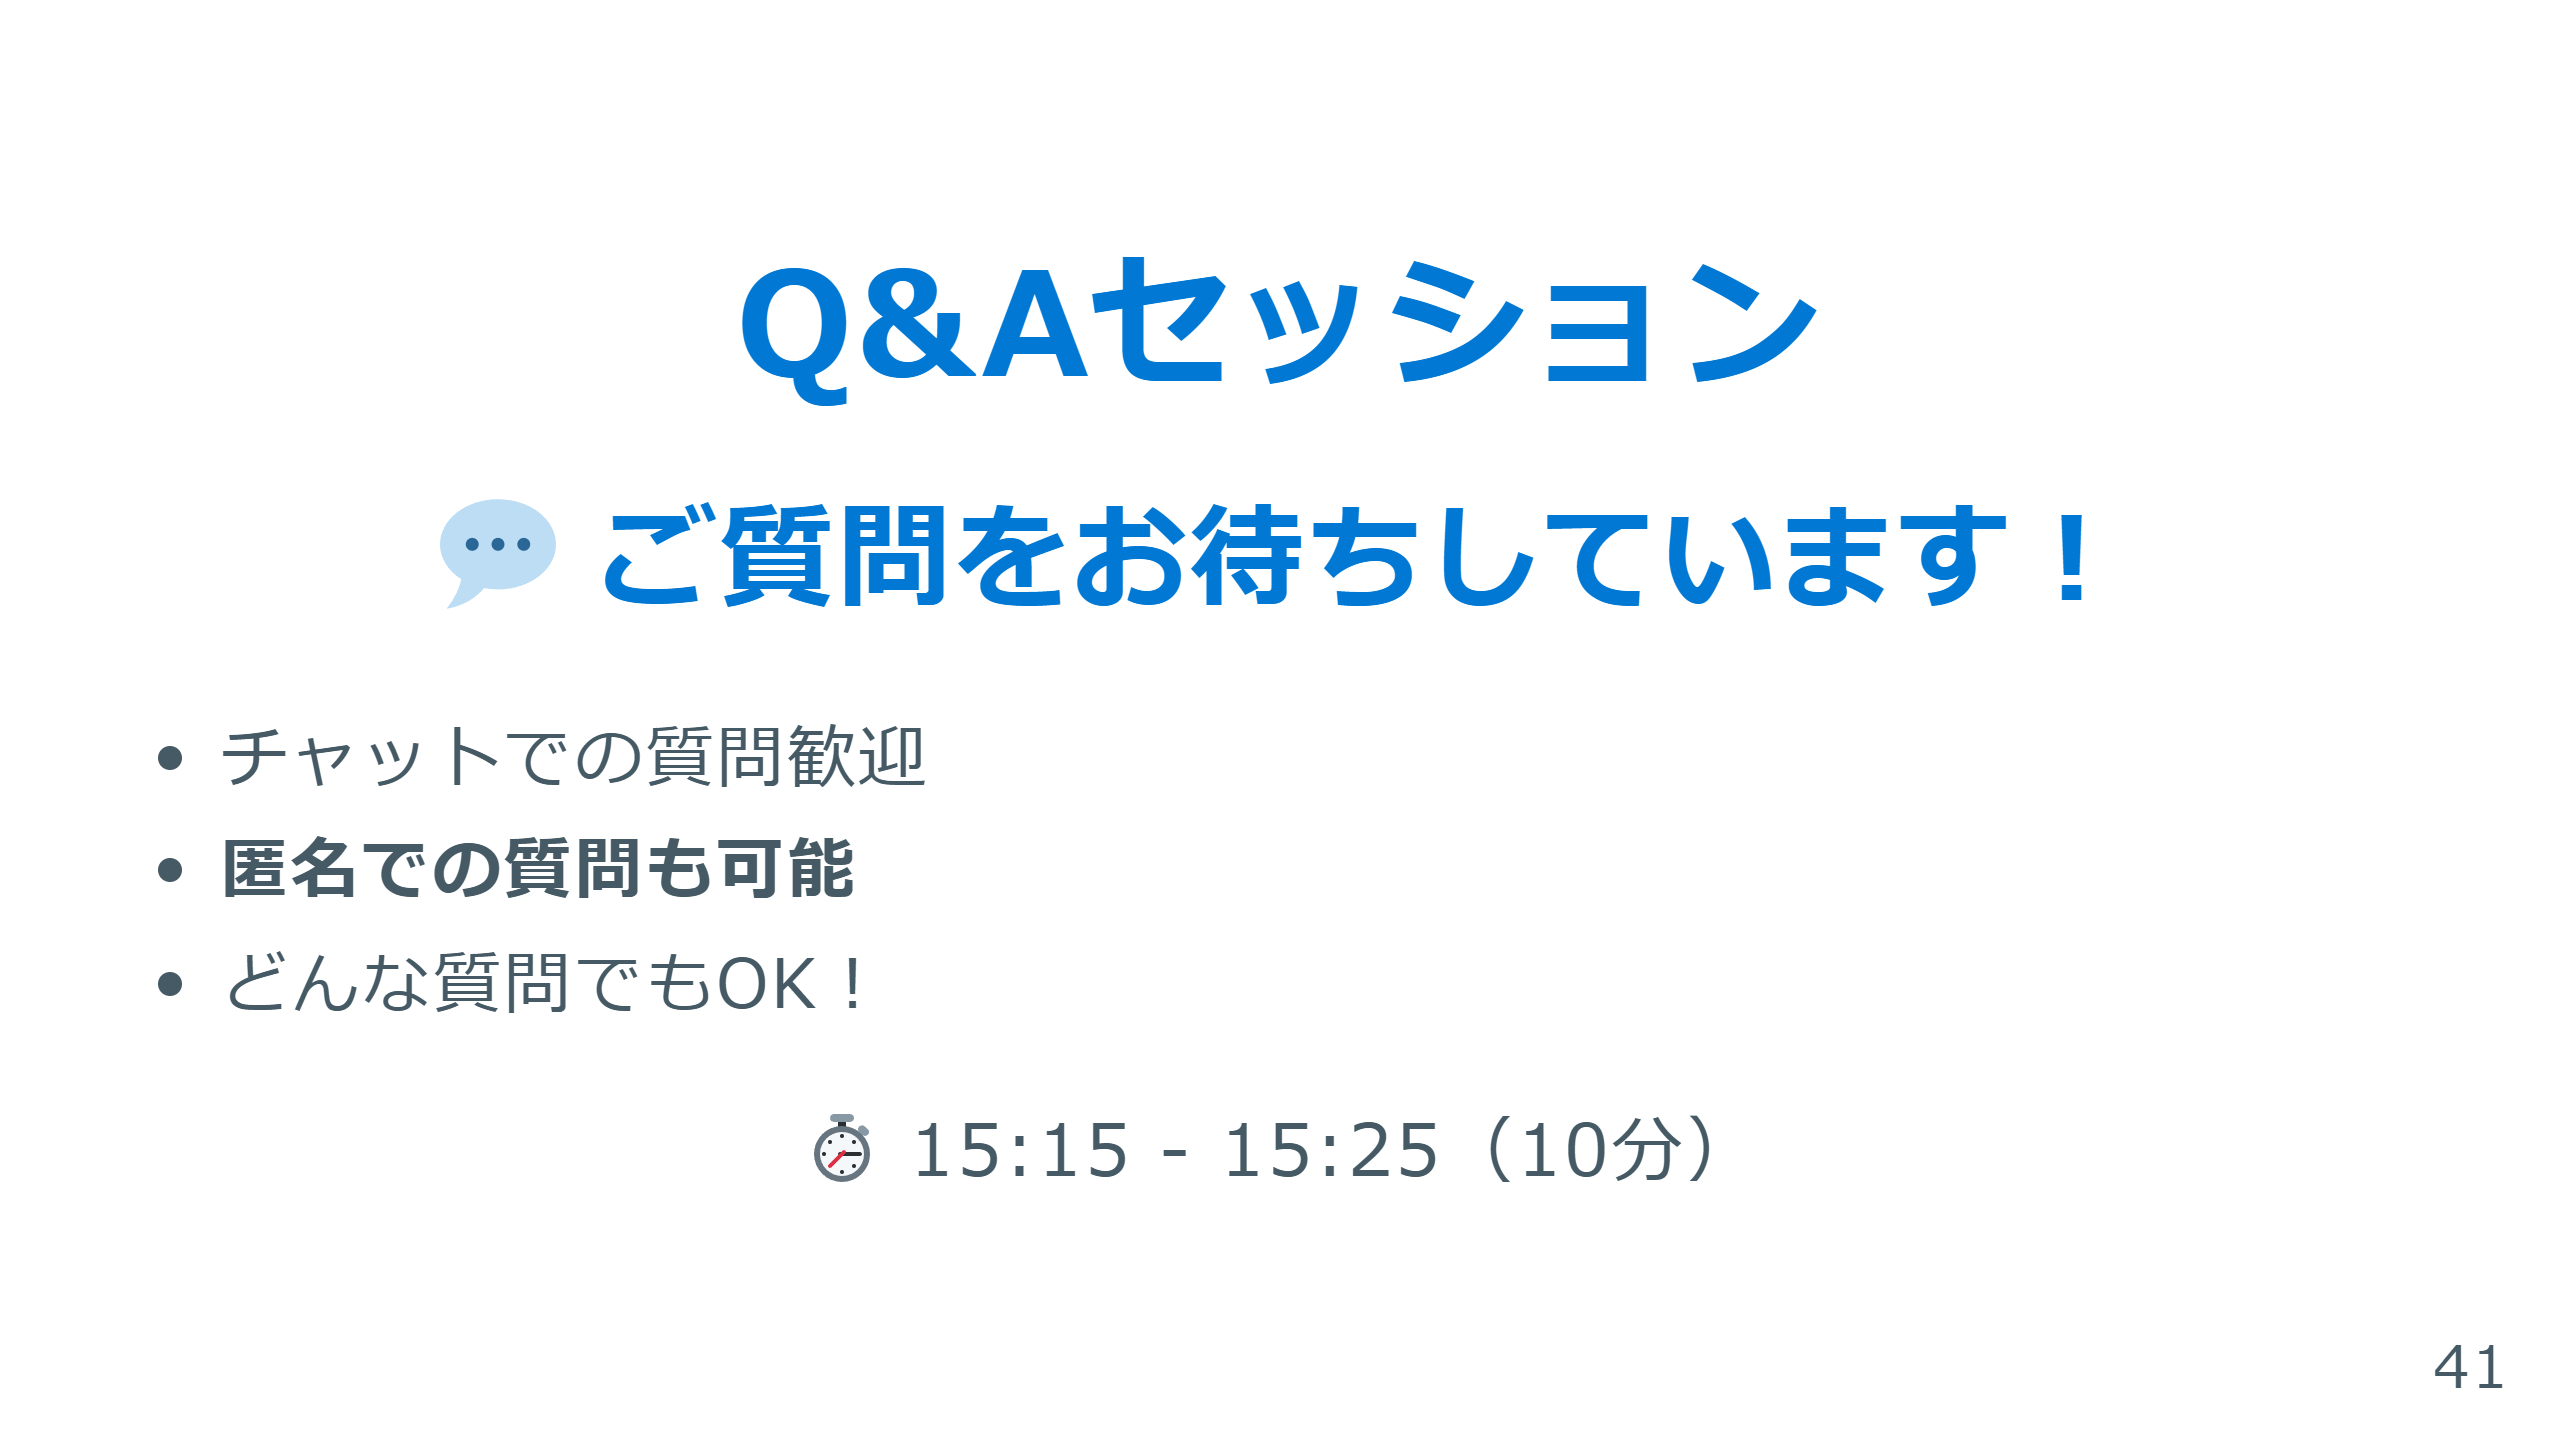 Q&Aセッション
💬 ご質問をお待ちしています！
• チャットでの質問歓迎
• 匿名での質問も可能
• どんな質問でもOK！
⏱ 15:15 - 15:25（10分）
41